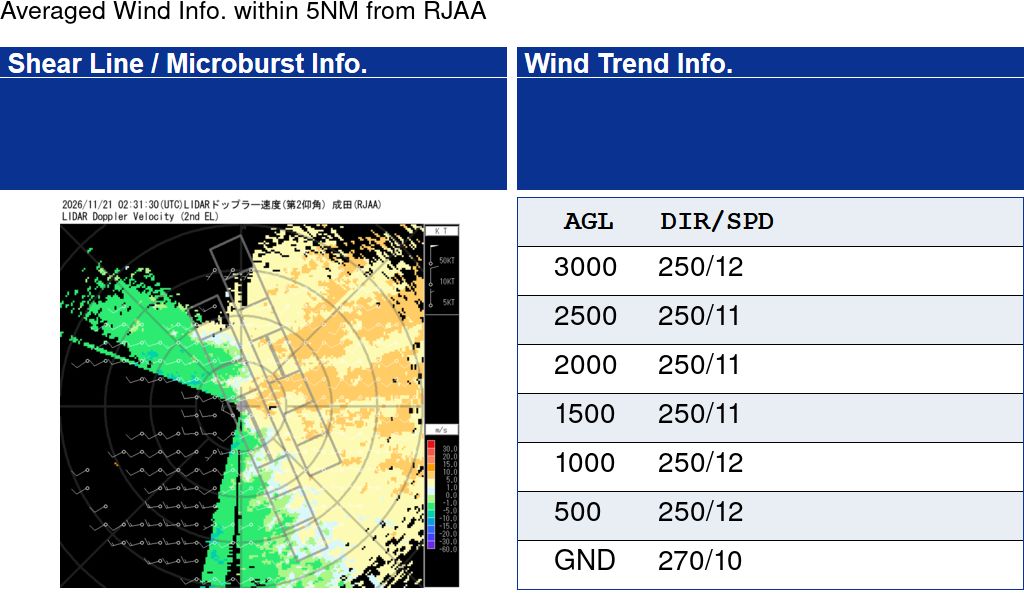 Averaged Wind Info. within 5NM from RJAA
Shear Line / Microburst Info.
Wind Trend Info.
2026/11/21 02:31:30(UTC)LIDARドップラー速度(第2仰角) 成田(RJAA)
LIDAR Doppler Velocity (2nd EL)
K T
50KT
10KT
5KT
m/s
30.0
20.0
15.0
10.0
5.0
1.0
0.0
-1.0
-5.0
-10.0
-15.0
-20.0
-30.0
-60.0
AGL DIR/SPD
3000 250/12
2500 250/11
2000 250/11
1500 250/11
1000 250/12
500 250/12
GND 270/10